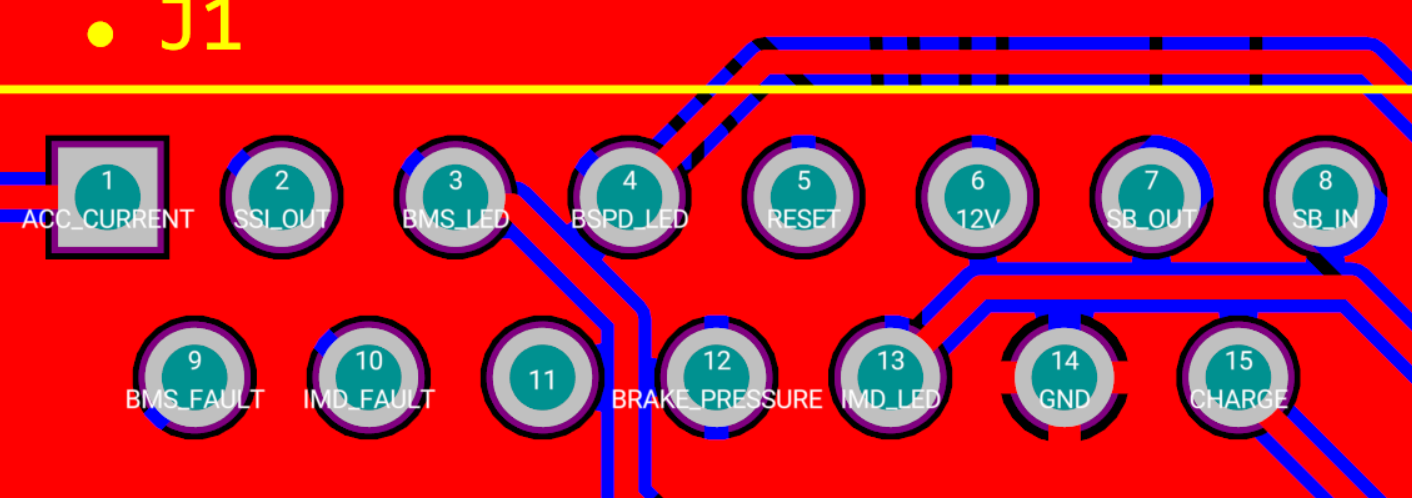 J1
1
ACC_CURRENT
2
SSI_OUT
3
BMS_LED
4
BSPD_LED
5
RESET
6
12V
7
SB_OUT
8
SB_IN
9
BMS_FAULT
10
IMD_FAULT
11
12
BRAKE_PRESSURE
13
IMD_LED
14
GND
15
CHARGE